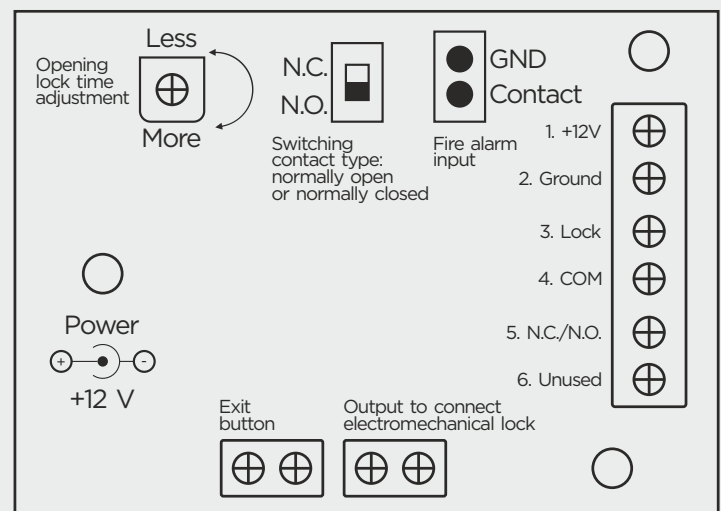 Less
Opening
lock time
adjustment
More
N.C.
N.O.
Switching
contact type:
normally open
or normally closed
GND
Contact
Fire alarm
input
1. +12V
2. Ground
3. Lock
4. COM
5. N.C./N.O.
6. Unused
Power
+ -
+12 V
Exit
button
Output to connect
electromechanical lock